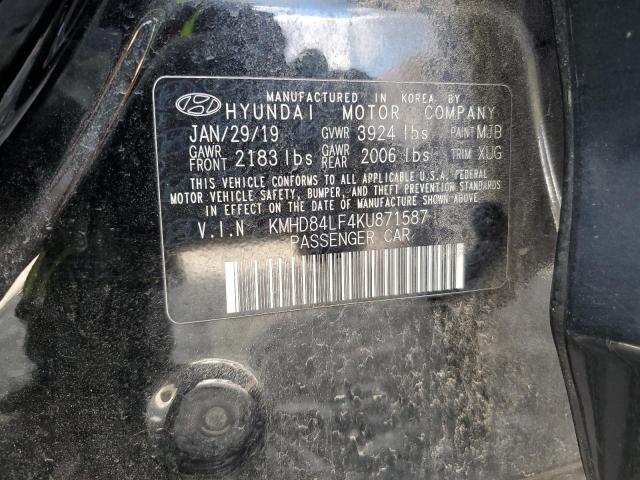 MANUFACTURED IN KOREA BY
HYUNDAI MOTOR COMPANY
JAN/29/19 GVWR 3924 lbs PAINT MJB
GAWR FRONT 2183 lbs GAWR REAR 2006 lbs TRIM XUG
THIS VEHICLE CONFORMS TO ALL APPLICABLE U.S.A. FEDERAL
MOTOR VEHICLE SAFETY, BUMPER, AND THEFT PREVENTION STANDARDS
IN EFFECT ON THE DATE OF MANUFACTURE SHOWN ABOVE.
V.I.N KMHD84LF4KU871587
PASSENGER CAR